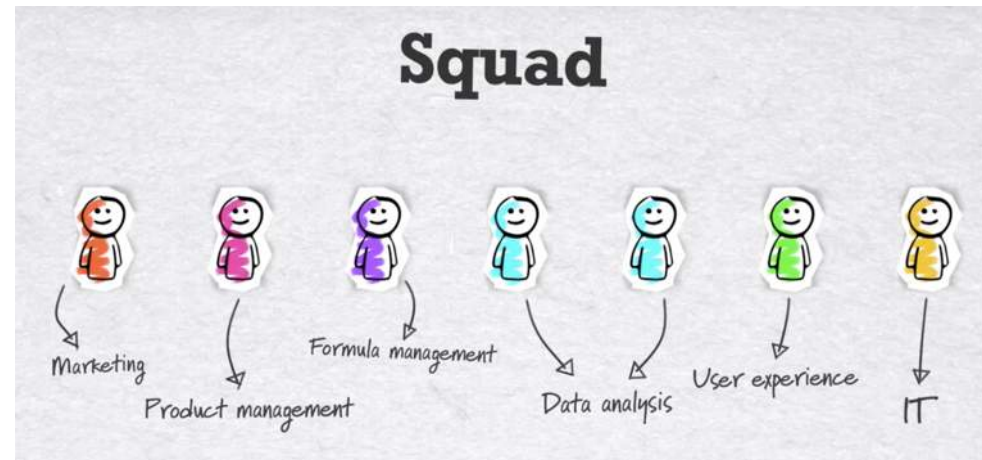 Squad
Marketing
Product management
Formula management
Data analysis
User experience
IT